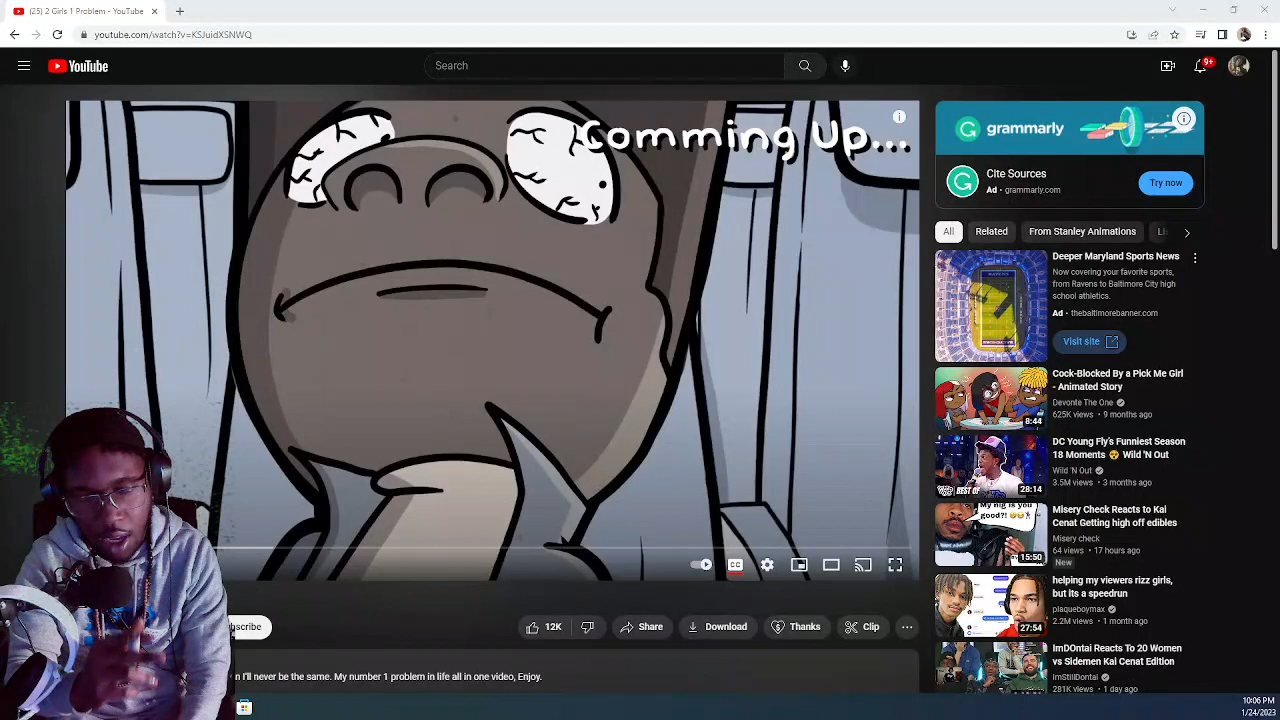 (25) 2 Girls 1 Problem - YouTube
youtube.com/watch?v=KSJuidXSNWQ
YouTube
Search
9+
Comming Up...
CC
12K
Share
Download
Thanks
Clip
n I'll never be the same. My number 1 problem in life all in one video, Enjoy.
grammarly
Cite Sources
Ad · grammarly.com
Try now
All
Related
From Stanley Animations
Deeper Maryland Sports News
Now covering your favorite sports,
from Ravens to Baltimore City high
school athletics.
Ad · thebaltimorebanner.com
Visit site
Cock-Blocked by a Pick Me Girl
- Animated Story
Devonte The One
625K views · 9 months ago
8:44
DC Young Fly's Funniest Season
18 Moments 😮 Wild 'N Out
Wild 'N Out
3.5M views · 3 months ago
28:14
Misery Check Reacts to Kai
Cenat Getting high off edibles
Misery check
64 views · 17 hours ago
New
15:50
helping my viewers rizz girls,
but its a speedrun
plaqueboymax
2.2M views · 1 month ago
27:54
ImDOntai Reacts To 20 Women
vs Sidemen Kai Cenat Edition
ImStillDontai
281K views · 1 day ago
10:06 PM
1/24/2023